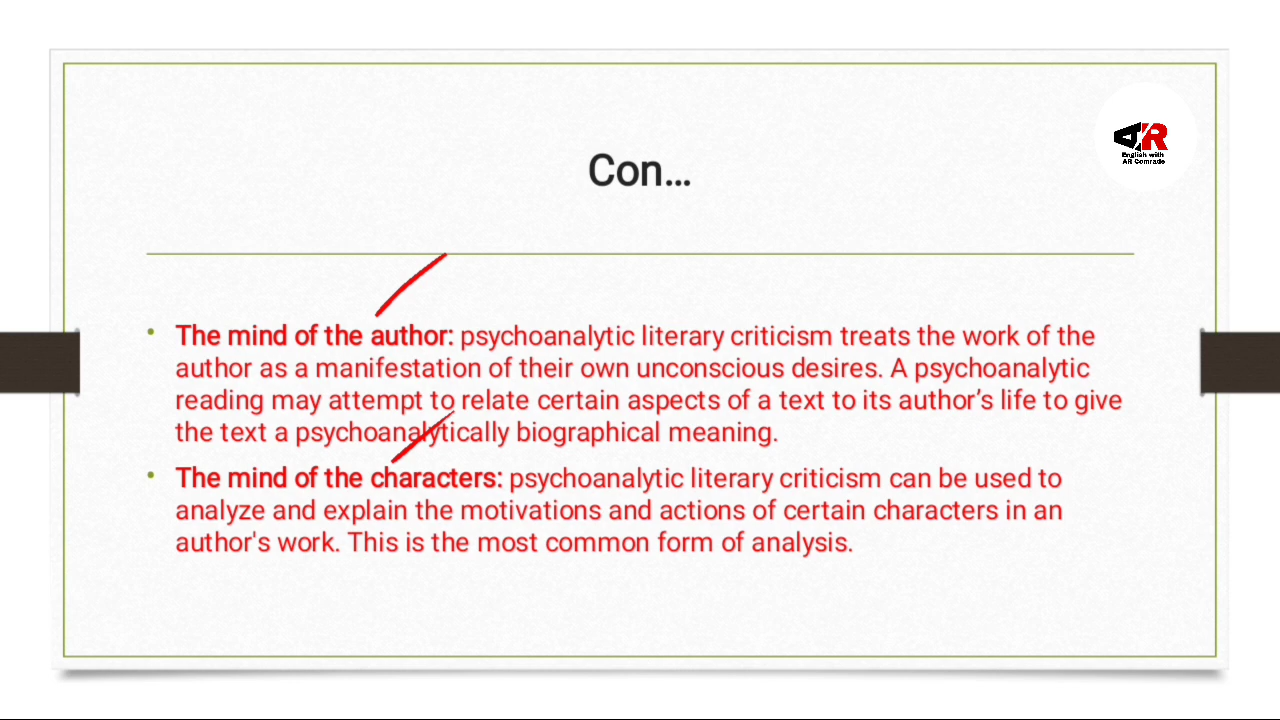 Con...
AR
English with
AR Comrade
• The mind of the author: psychoanalytic literary criticism treats the work of the
author as a manifestation of their own unconscious desires. A psychoanalytic
reading may attempt to relate certain aspects of a text to its author’s life to give
the text a psychoanalytically biographical meaning.
• The mind of the characters: psychoanalytic literary criticism can be used to
analyze and explain the motivations and actions of certain characters in an
author's work. This is the most common form of analysis.